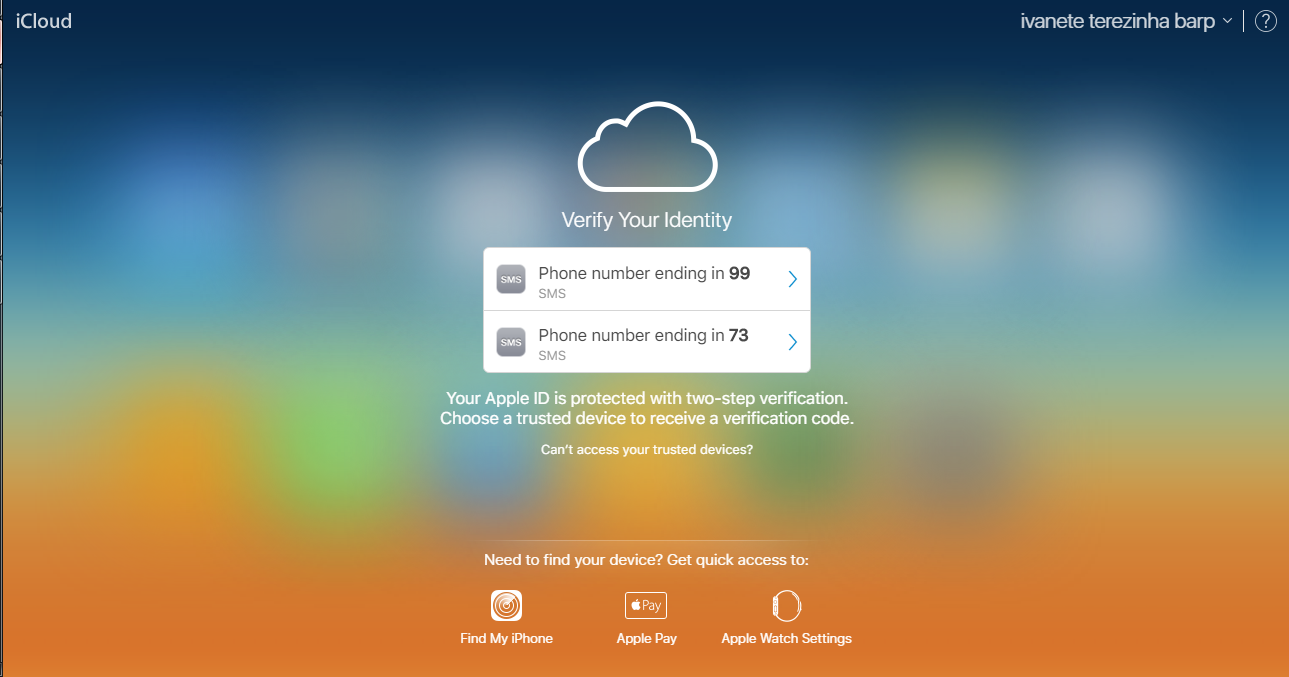 iCloud
ivanete terezinha barp
?
Verify Your Identity
SMS
Phone number ending in 99
SMS
SMS
Phone number ending in 73
SMS
Your Apple ID is protected with two-step verification.
Choose a trusted device to receive a verification code.
Can't access your trusted devices?
Need to find your device? Get quick access to:
Pay
Find My iPhone
Apple Pay
Apple Watch Settings